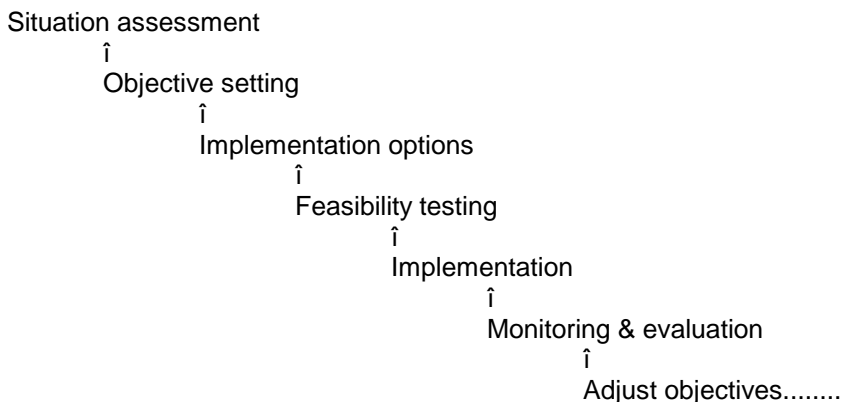 Situation assessment
î
Objective setting
î
Implementation options
î
Feasibility testing
î
Implementation
î
Monitoring & evaluation
î
Adjust objectives........